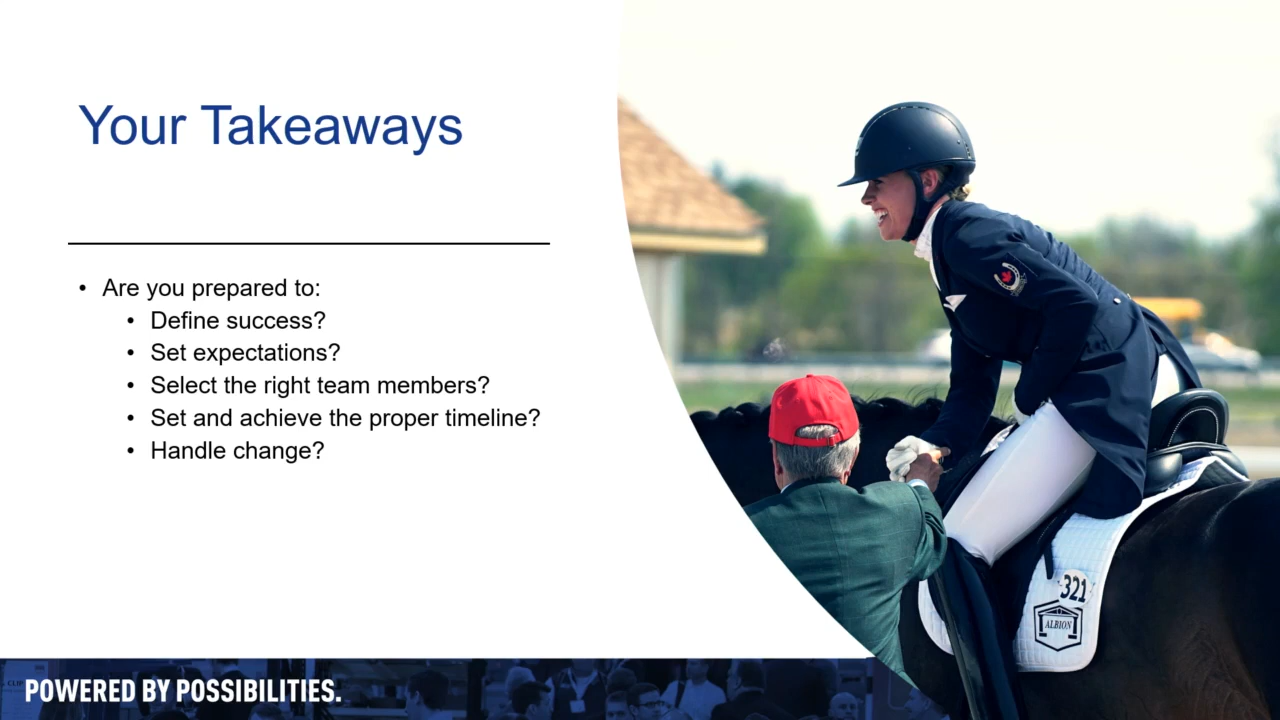 Your Takeaways
• Are you prepared to:
• Define success?
• Set expectations?
• Select the right team members?
• Set and achieve the proper timeline?
• Handle change?
321
ALBION
POWERED BY POSSIBILITIES.